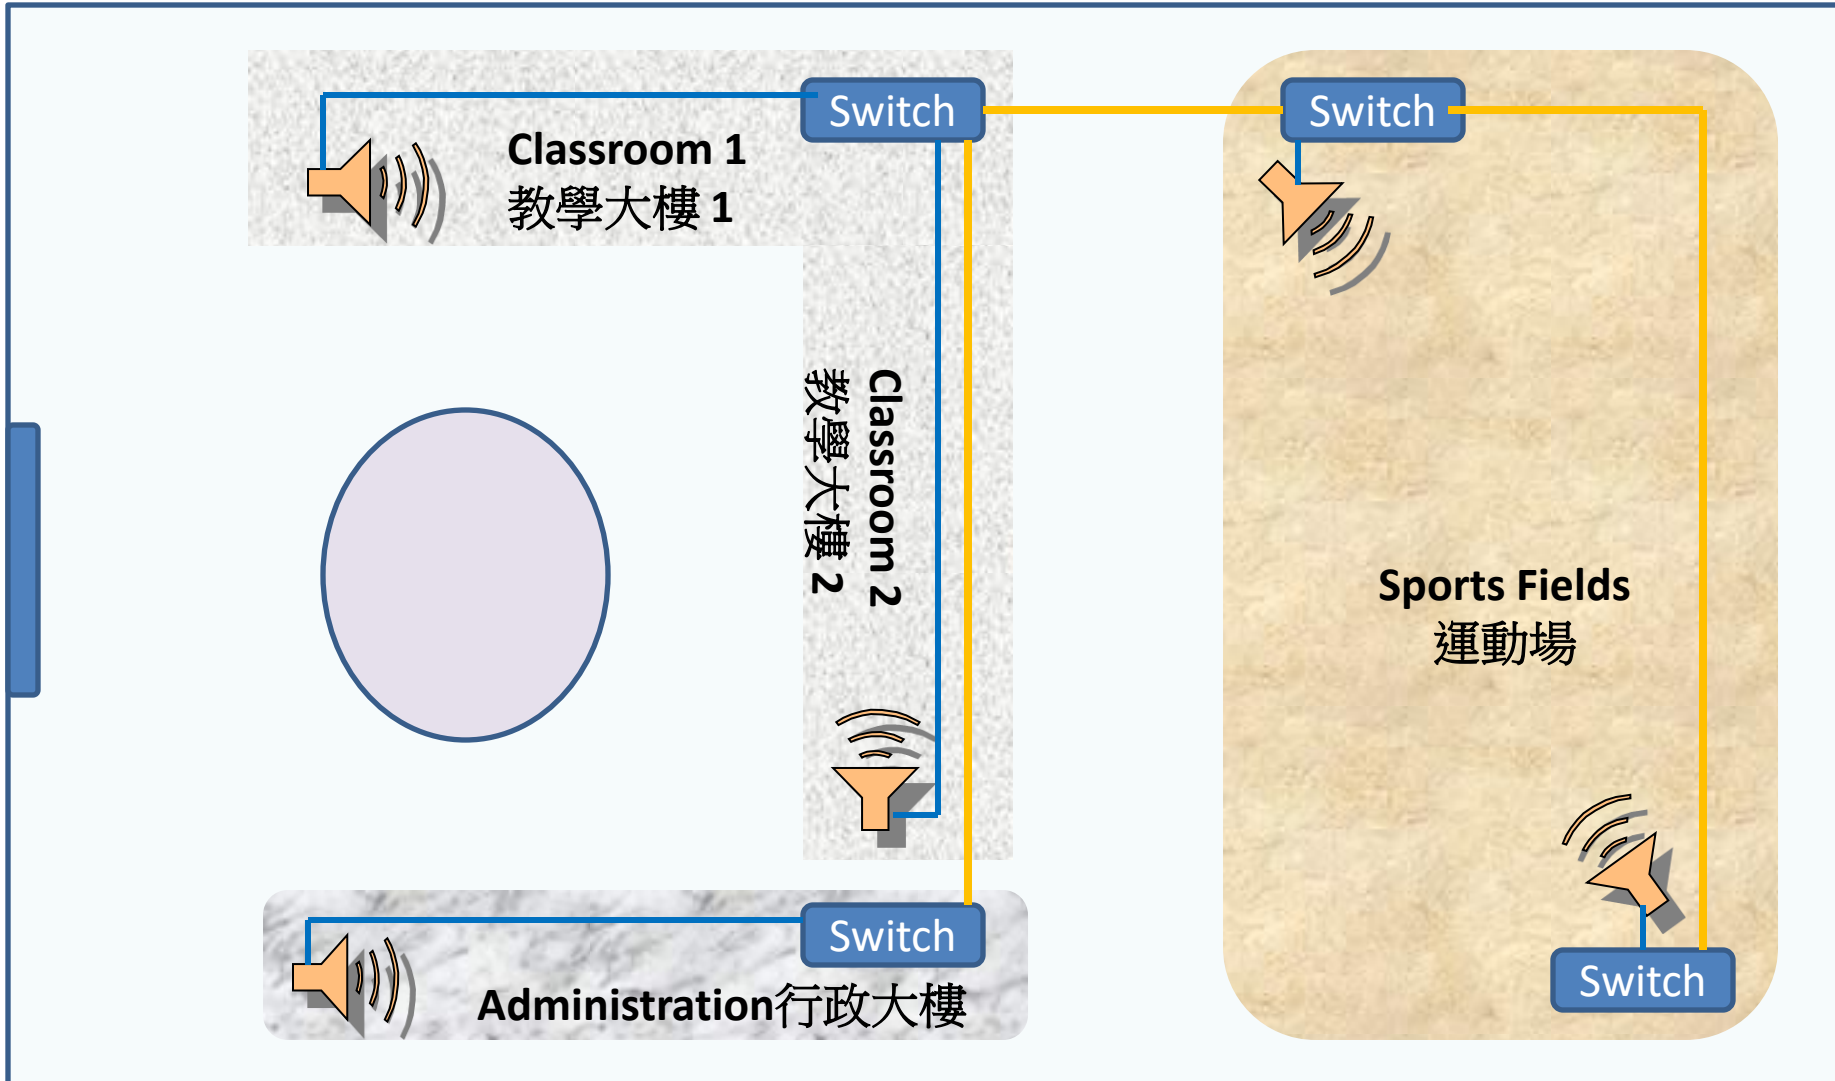 Switch
Classroom 1
教學大樓 1
Switch
Classroom 2
教學大樓 2
Sports Fields
運動場
Switch
Administration行政大樓
Switch